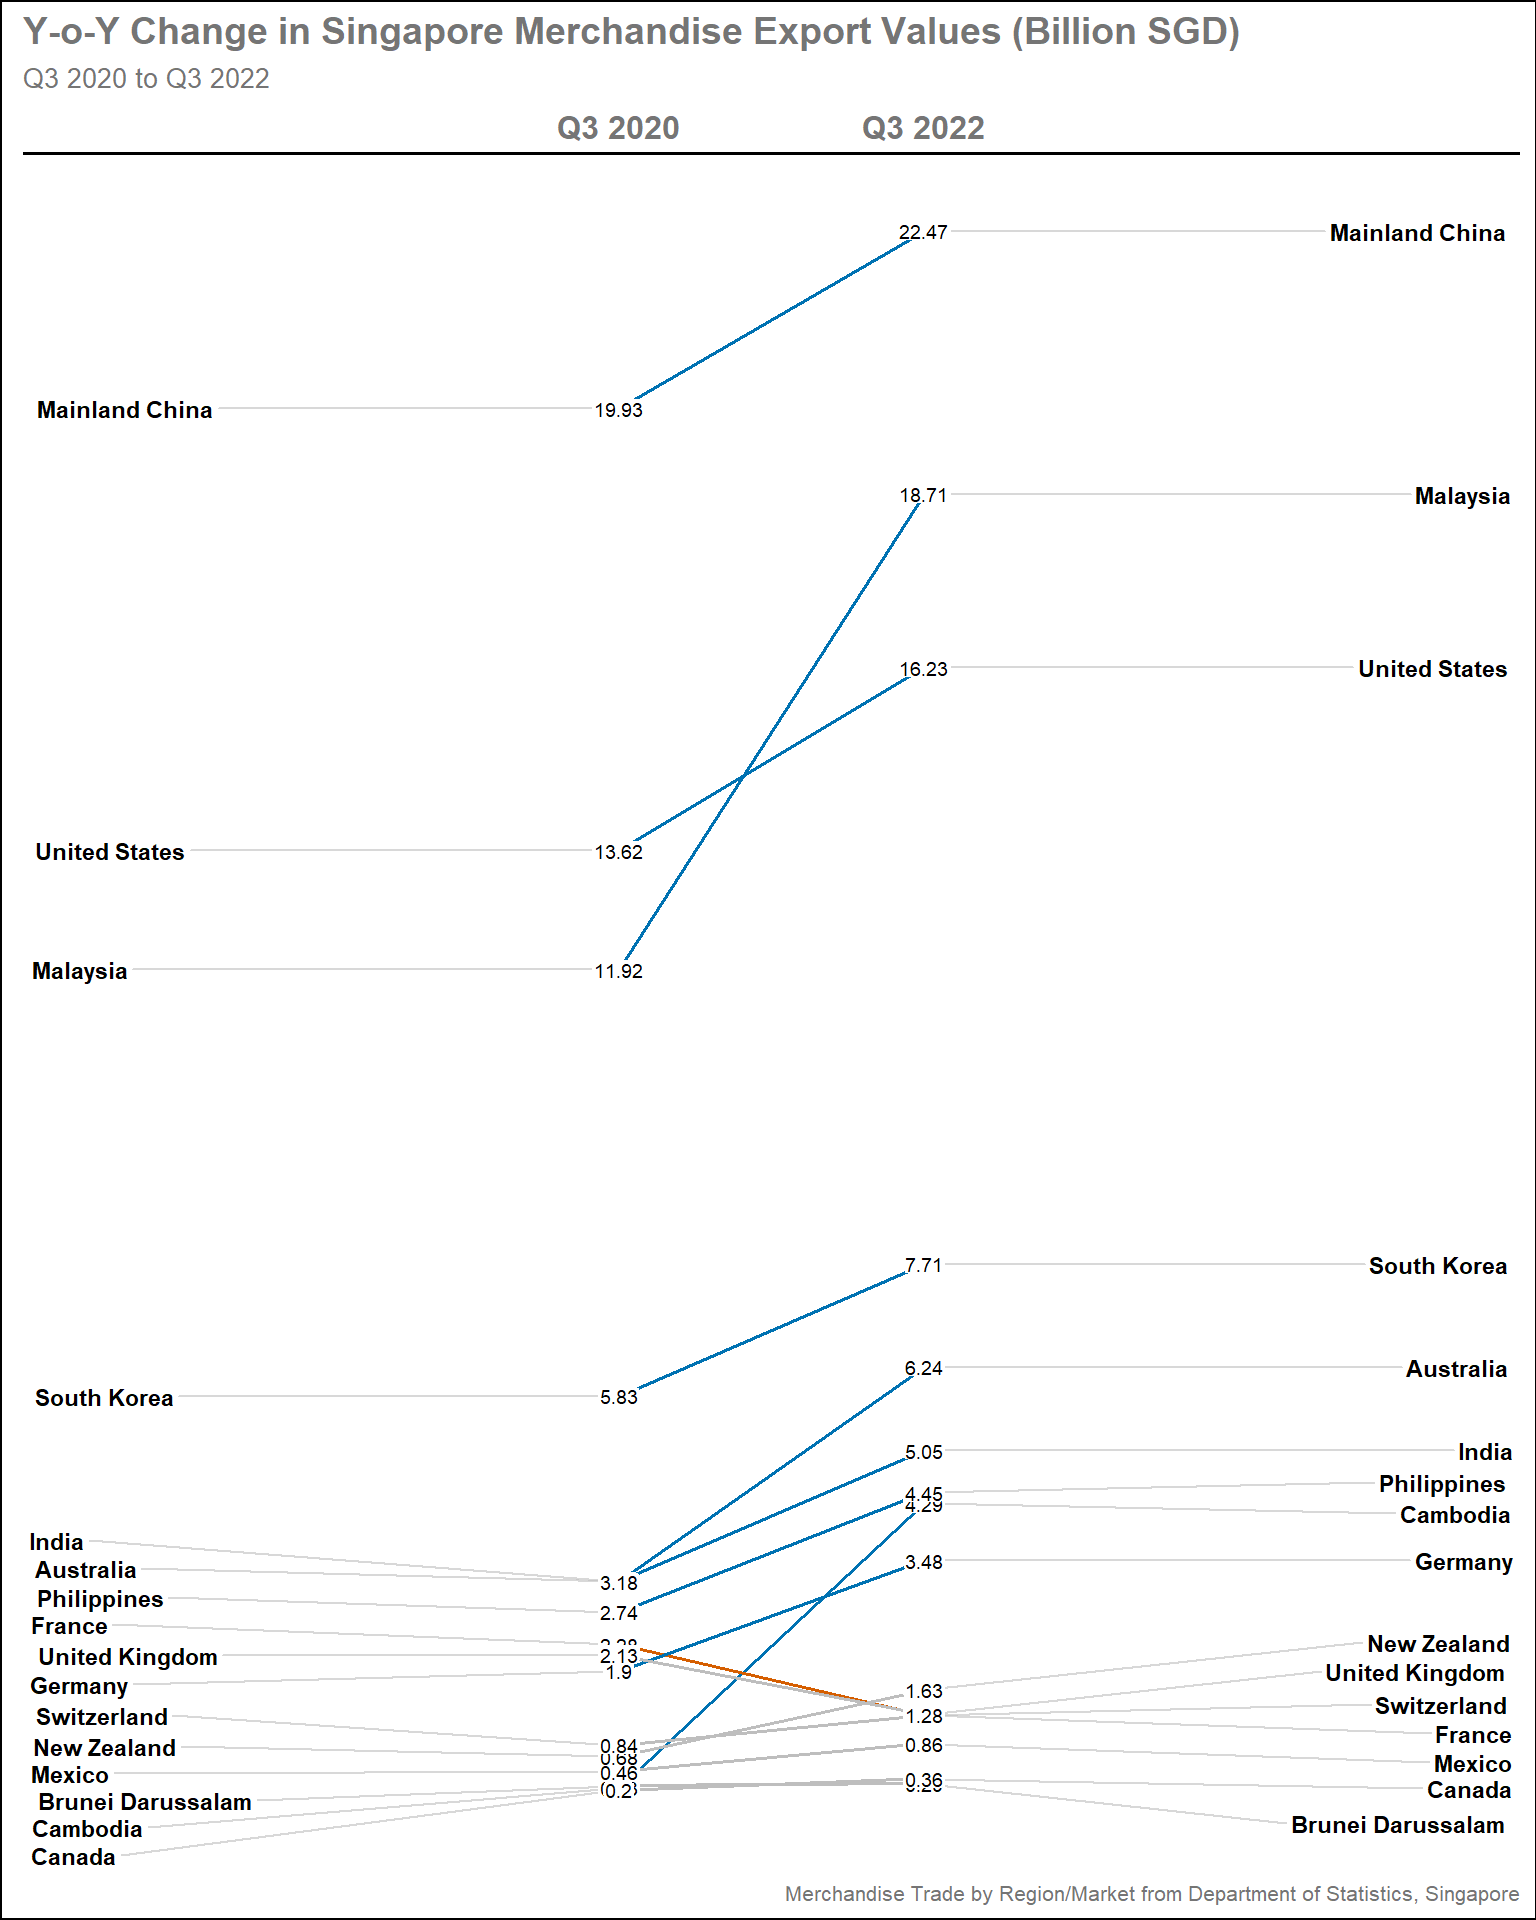 Y-o-Y Change in Singapore Merchandise Export Values (Billion SGD)
Q3 2020 to Q3 2022
Q3 2020 Q3 2022
22.47 Mainland China
Mainland China 19.93
18.71 Malaysia
16.23 United States
United States 13.62
Malaysia 11.92
7.71 South Korea
6.24 Australia
South Korea 5.83
5.05 India
4.45 Philippines
4.29 Cambodia
India
3.48 Germany
Australia 3.18
Philippines 2.74
France
New Zealand
United Kingdom 2.13
United Kingdom
Germany 1.9
1.63
Switzerland
Switzerland 1.28
France
New Zealand 0.84
0.68
0.86 Mexico
Mexico 0.46
0.36 Canada
Brunei Darussalam 0.2
Brunei Darussalam
Cambodia
Canada
Merchandise Trade by Region/Market from Department of Statistics, Singapore